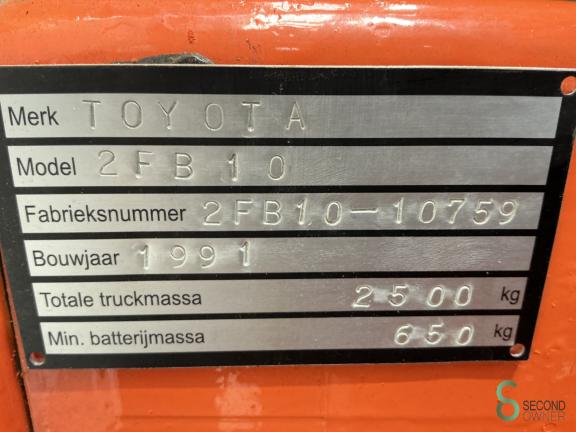 Merk TOYOTA
Model 2FB10
Fabrieksnummer 2FB10-10759
Bouwjaar 1991
Totale truckmassa 2500 kg
Min. batterijmassa 650 kg
SECOND
OWNER